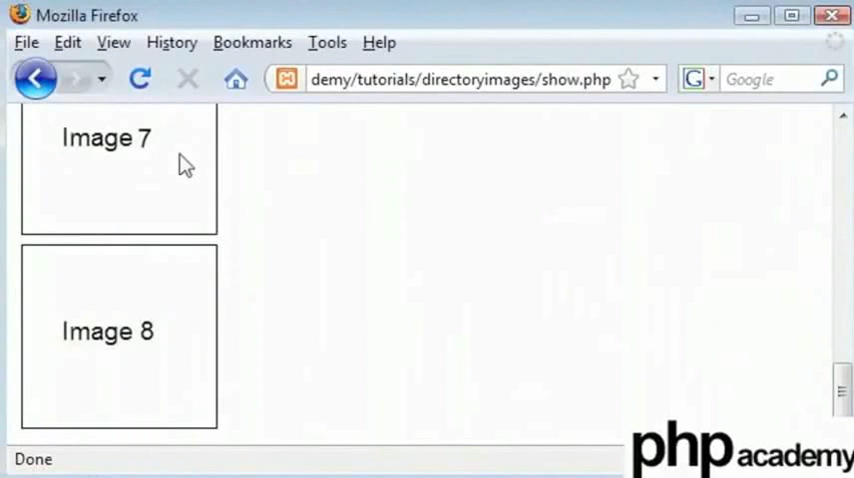 Mozilla Firefox
File Edit View History Bookmarks Tools Help
demy/tutorials/directoryimages/show.php
G Google
Image 7
Image 8
Done
php academy